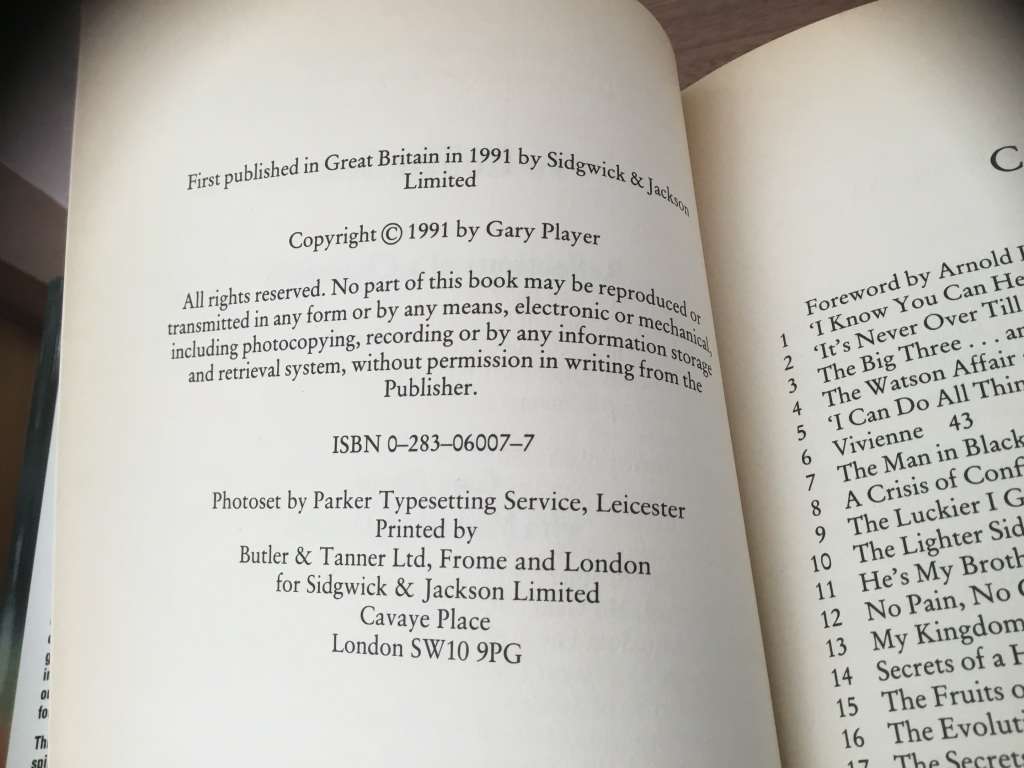 First published in Great Britain in 1991 by Sidgwick & Jackson
Limited
Copyright © 1991 by Gary Player
All rights reserved. No part of this book may be reproduced or
transmitted in any form or by any means, electronic or mechanical,
including photocopying, recording or by any information storage
and retrieval system, without permission in writing from the
Publisher.
ISBN 0–283–06007–7
Photoset by Parker Typesetting Service, Leicester
Printed by
Butler & Tanner Ltd, Frome and London
for Sidgwick & Jackson Limited
Cavaye Place
London SW10 9PG
Foreword by Arnold
1 ‘I Know You Can
2 ‘It's Never Over Till
3 The Big Three . . .
4 The Watson Affair
5 ‘I Can Do All
6 Vivienne 43
7 The Man in Black
8 A Crisis of
9 The Luckier I
10 The Lighter
11 He's My
12 No Pain, No
13 My Kingdom
14 Secrets of a
15 The Fruits
16 The
17 The Secrets